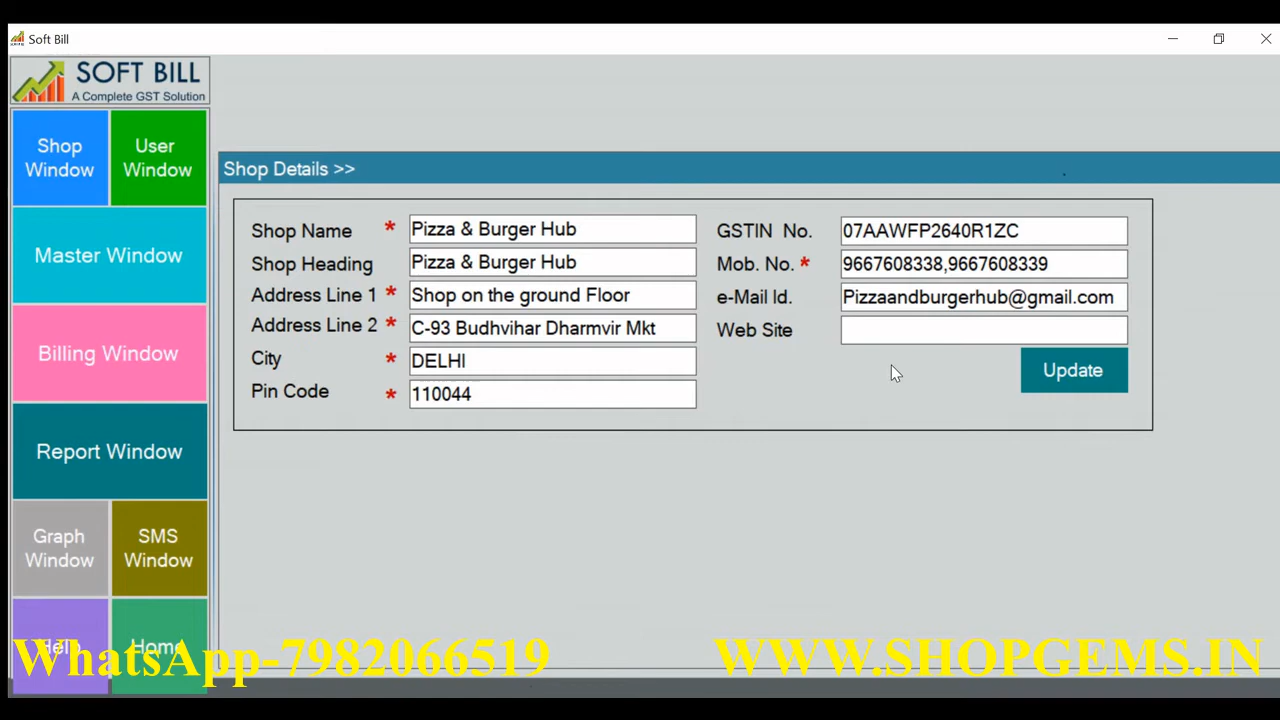 Soft Bill
SOFT BILL
A Complete GST Solution
Shop Window
User Window
Master Window
Billing Window
Report Window
Graph Window
SMS Window
Help
Home
Shop Details >>
Shop Name * Pizza & Burger Hub
Shop Heading Pizza & Burger Hub
Address Line 1 * Shop on the ground Floor
Address Line 2 * C-93 Budhvihar Dharmvir Mkt
City * DELHI
Pin Code * 110044
GSTIN No. 07AAWFP2640R1ZC
Mob. No. * 9667608338,9667608339
e-Mail Id. Pizzaandburgerhub@gmail.com
Web Site
Update
WhatsApp-7982066519
WWW.SHOPGEMS.IN